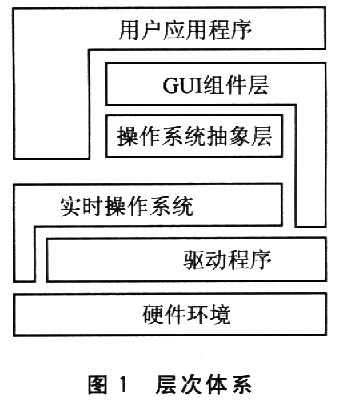 用户应用程序
GUI组件层
操作系统抽象层
实时操作系统
驱动程序
硬件环境
图 1 层次体系